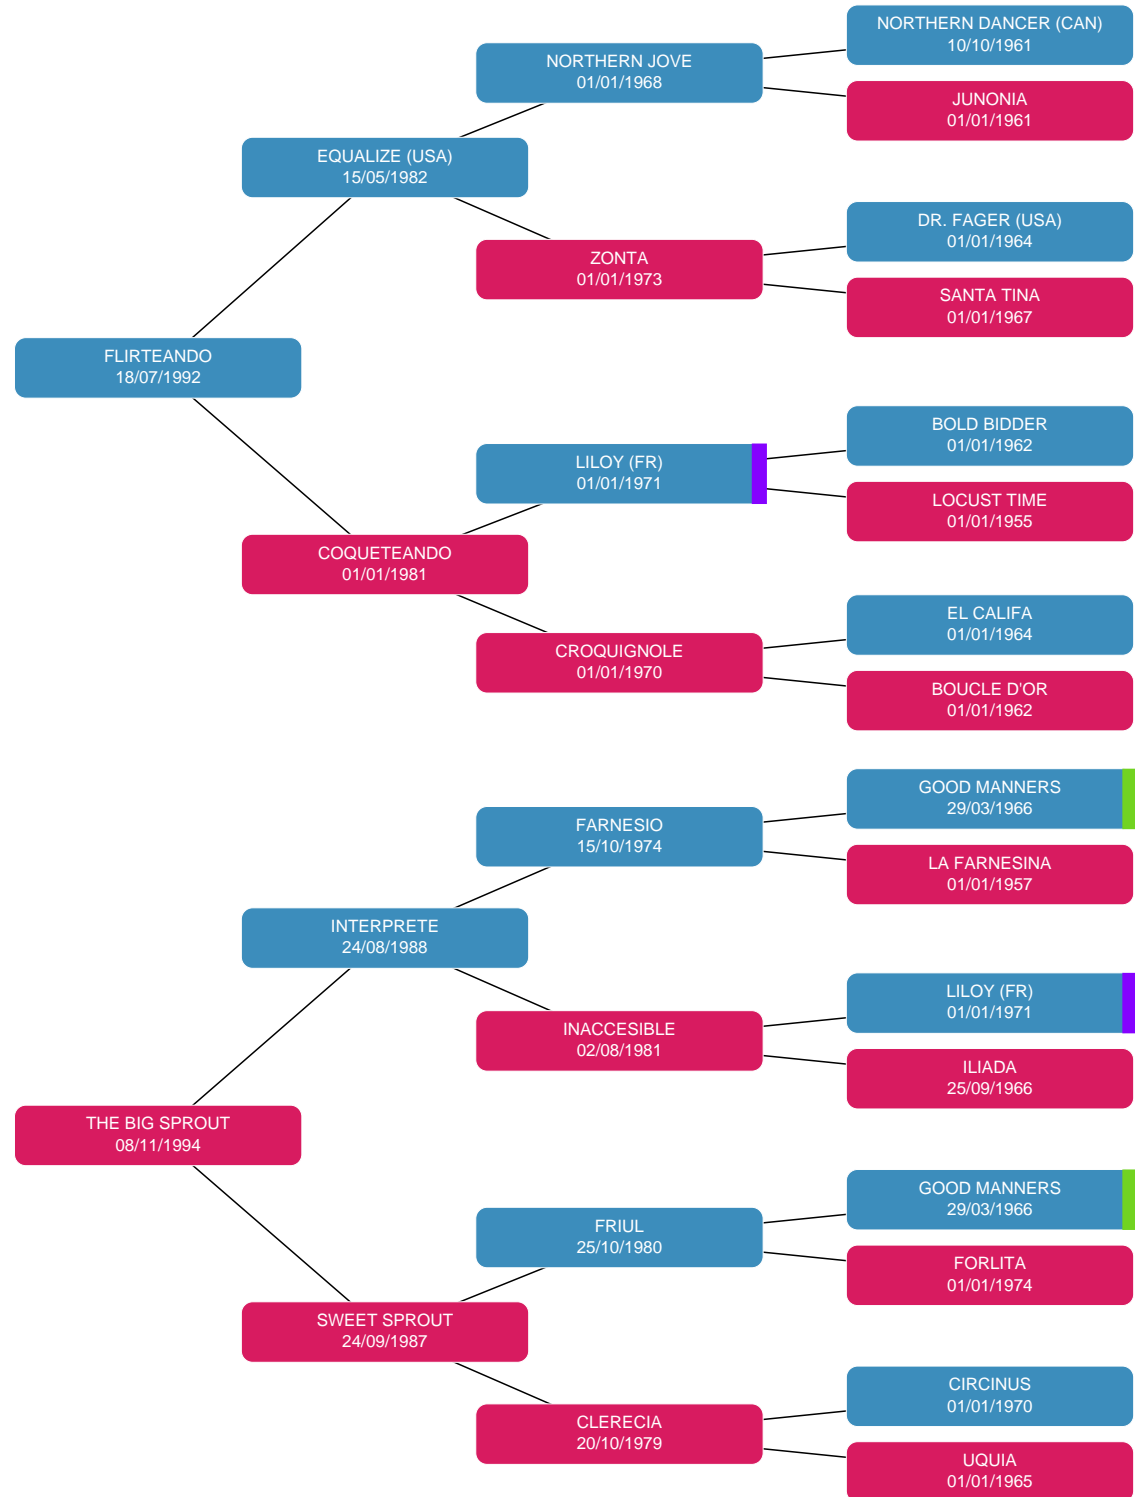 NORTHERN DANCER (CAN)
10/10/1961
NORTHERN JOVE
01/01/1968
JUNONIA
01/01/1961
EQUALIZE (USA)
15/05/1982
DR. FAGER (USA)
01/01/1964
ZONTA
01/01/1973
SANTA TINA
01/01/1967
FLIRTEANDO
18/07/1992
BOLD BIDDER
01/01/1962
LILOY (FR)
01/01/1971
LOCUST TIME
01/01/1955
COQUETEANDO
01/01/1981
EL CALIFA
01/01/1964
CROQUIGNOLE
01/01/1970
BOUCLE D'OR
01/01/1962
GOOD MANNERS
29/03/1966
FARNESIO
15/10/1974
LA FARNESINA
01/01/1957
INTERPRETE
24/08/1988
LILOY (FR)
01/01/1971
INACCESIBLE
02/08/1981
ILIADA
25/09/1966
THE BIG SPROUT
08/11/1994
GOOD MANNERS
29/03/1966
FRIUL
25/10/1980
FORLITA
01/01/1974
SWEET SPROUT
24/09/1987
CIRCINUS
01/01/1970
CLERECIA
20/10/1979
UQUIA
01/01/1965